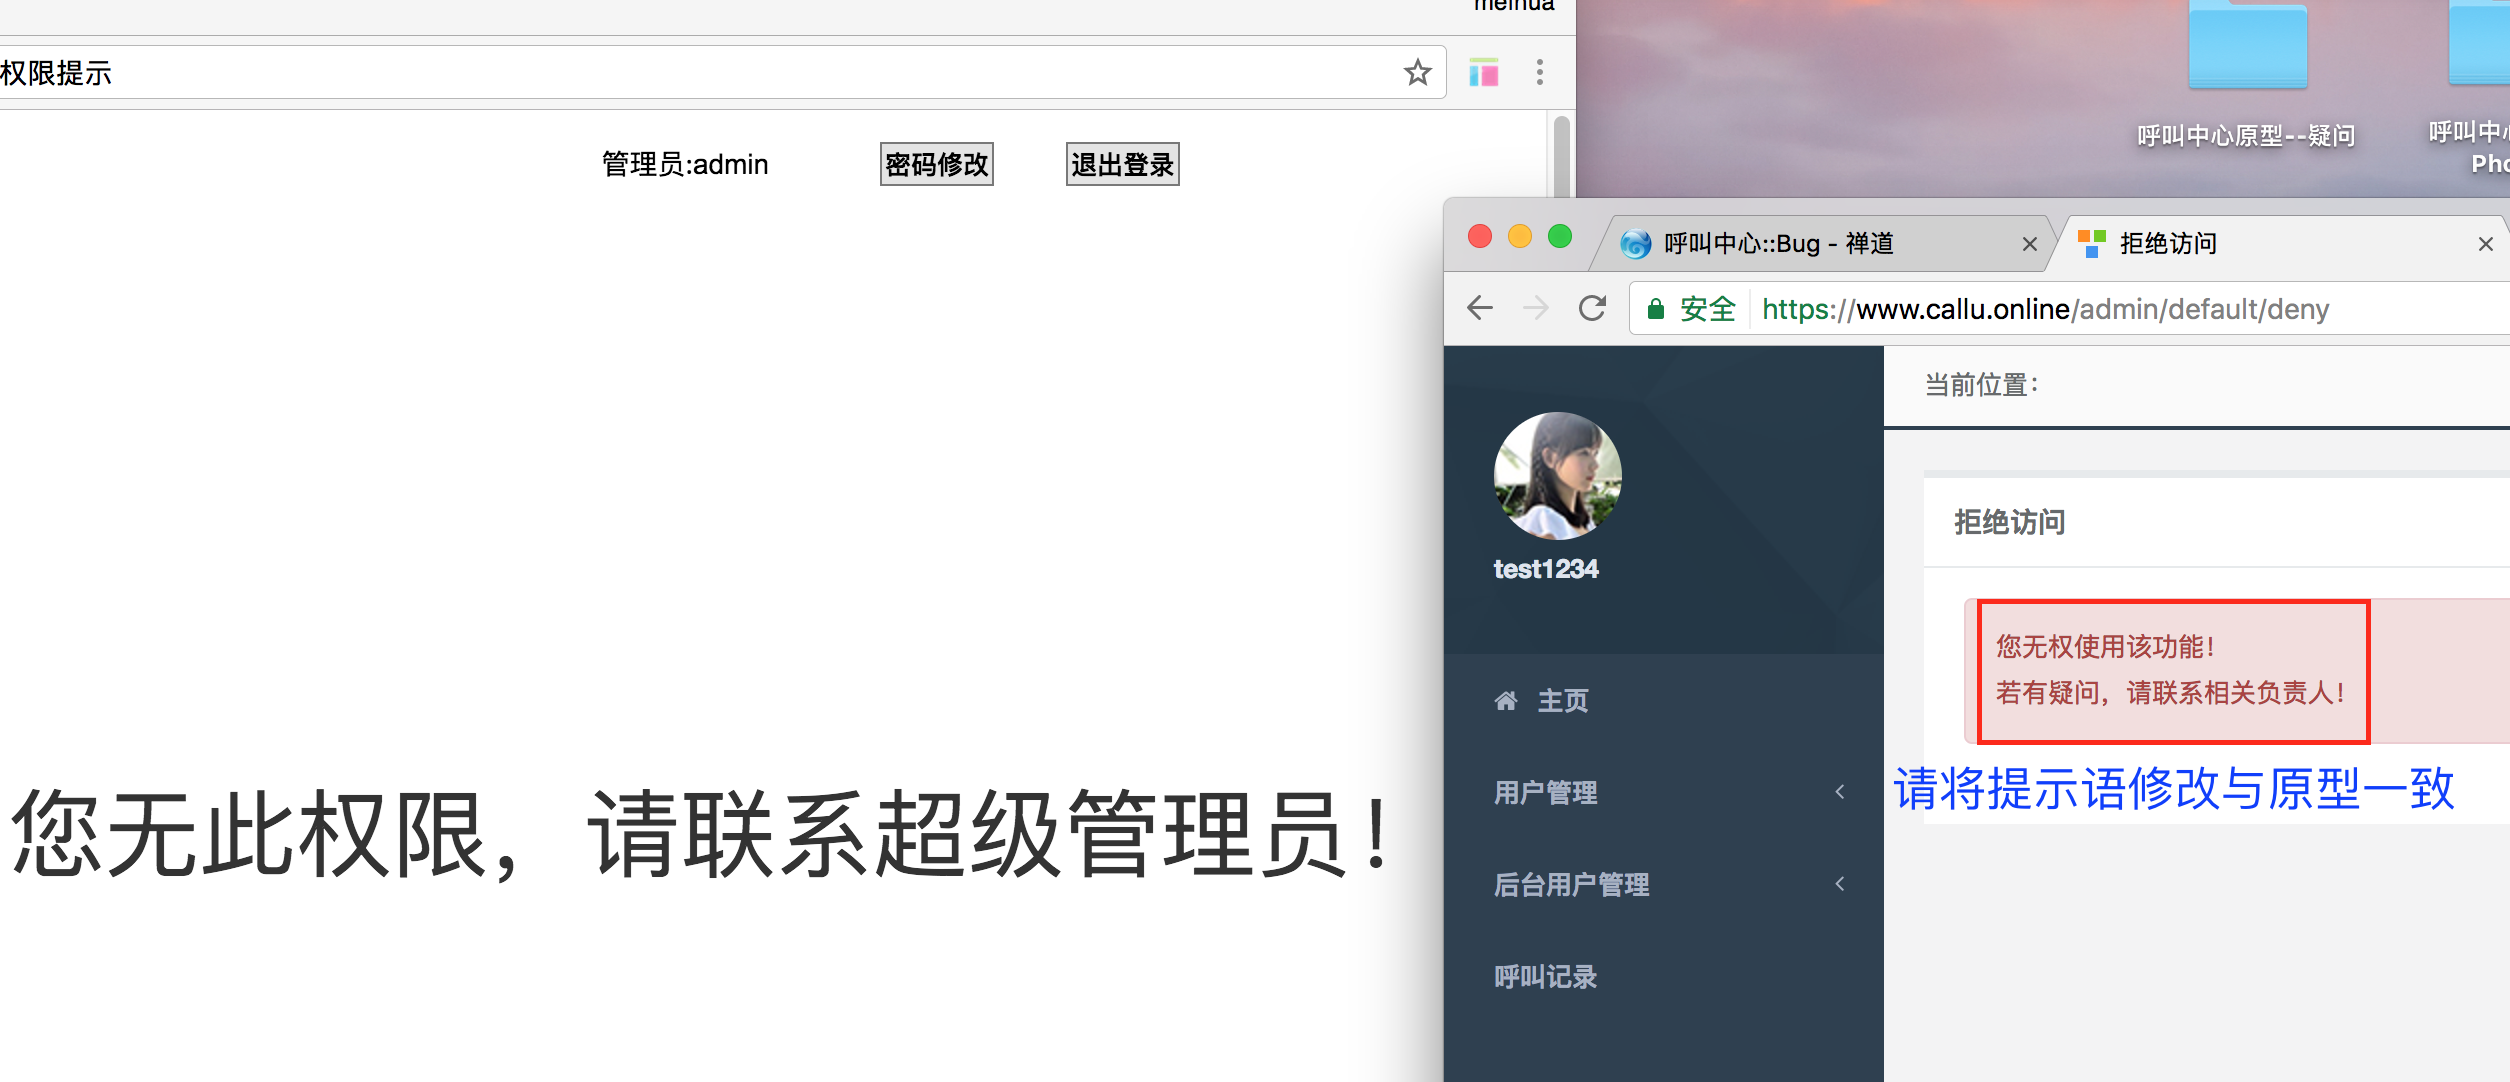 meihua
权限提示
管理员:admin
密码修改
退出登录
您无此权限，请联系超级管理员！
呼叫中心原型--疑问
呼叫中心
Pho
呼叫中心::Bug - 禅道
拒绝访问
安全
https://www.callu.online/admin/default/deny
test1234
主页
用户管理
后台用户管理
呼叫记录
当前位置：
拒绝访问
您无权使用该功能！
若有疑问，请联系相关负责人！
请将提示语修改与原型一致